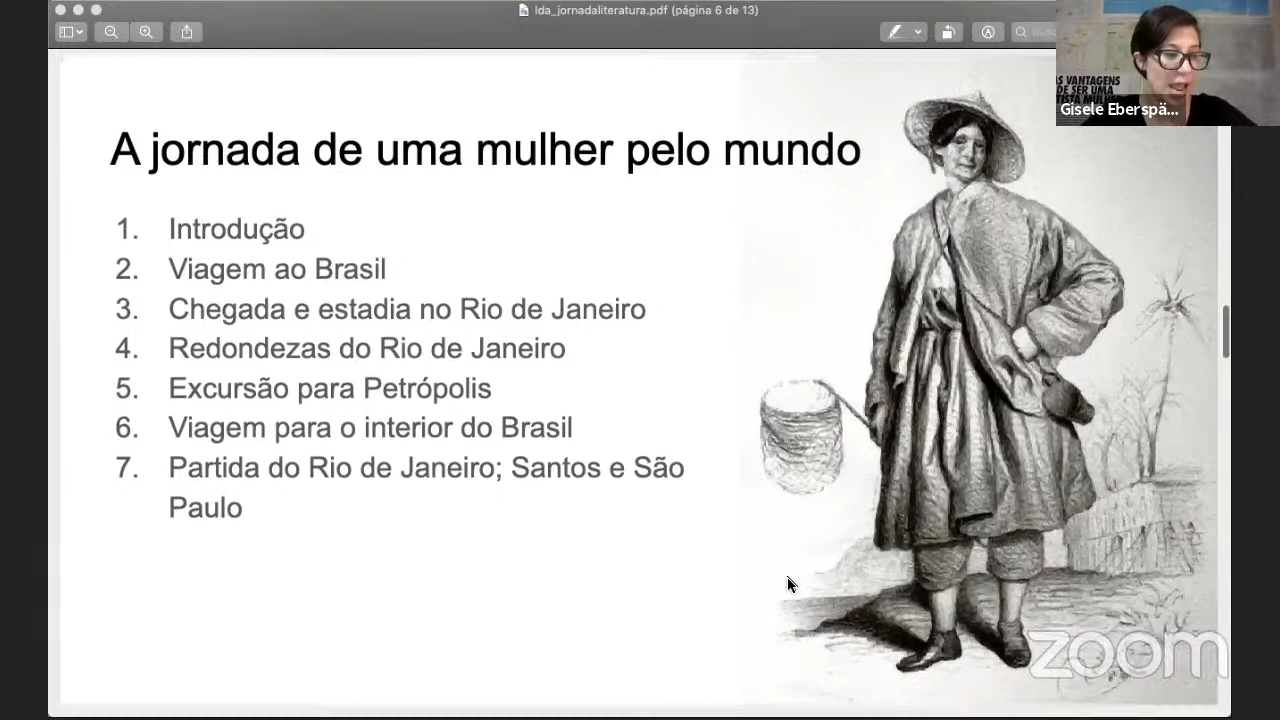 lda_jornadaliteratura.pdf (página 6 de 13)
AS VANTAGENS
DE SER UMA
ARTISTA MULHER
Gisele Eberspä...
A jornada de uma mulher pelo mundo
1. Introdução
2. Viagem ao Brasil
3. Chegada e estadia no Rio de Janeiro
4. Redondezas do Rio de Janeiro
5. Excursão para Petrópolis
6. Viagem para o interior do Brasil
7. Partida do Rio de Janeiro; Santos e São
Paulo
zoom